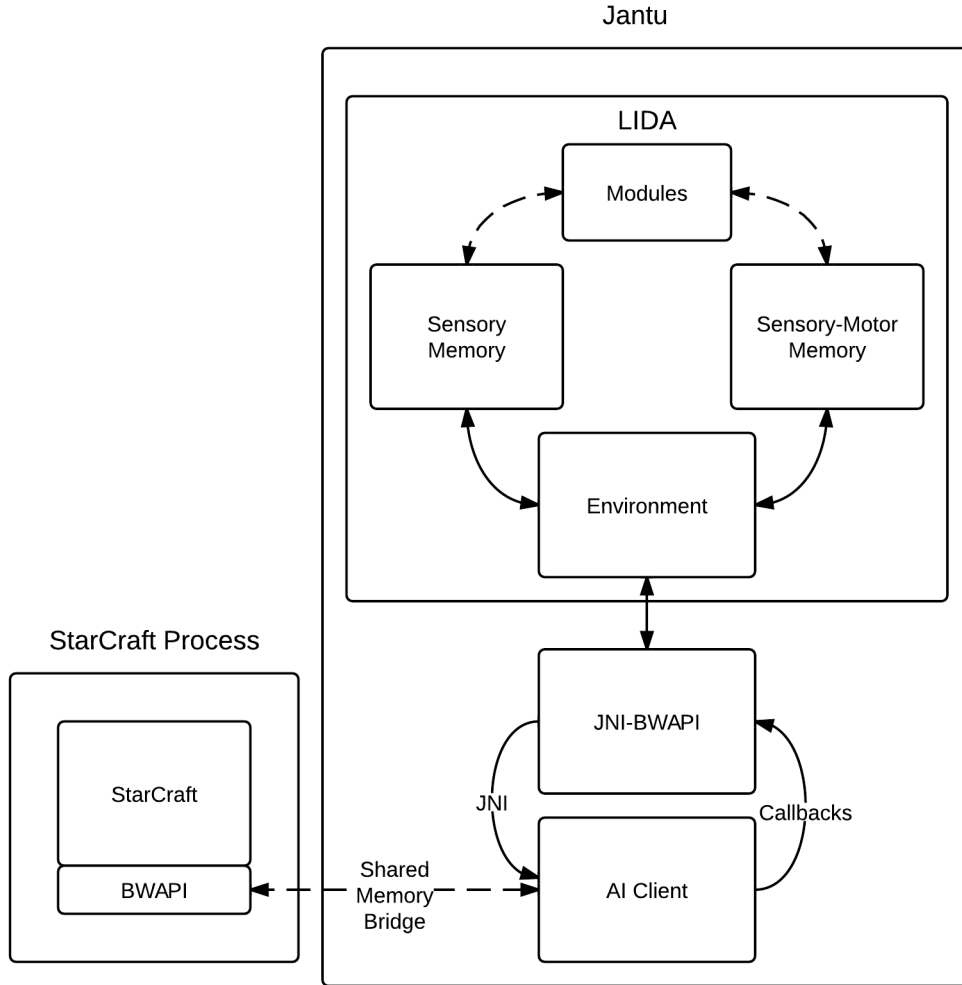 Jantu
LIDA
Modules
Sensory
Memory
Sensory-Motor
Memory
Environment
StarCraft Process
JNI-BWAPI
StarCraft
JNI
Callbacks
BWAPI
Shared
Memory
Bridge
AI Client